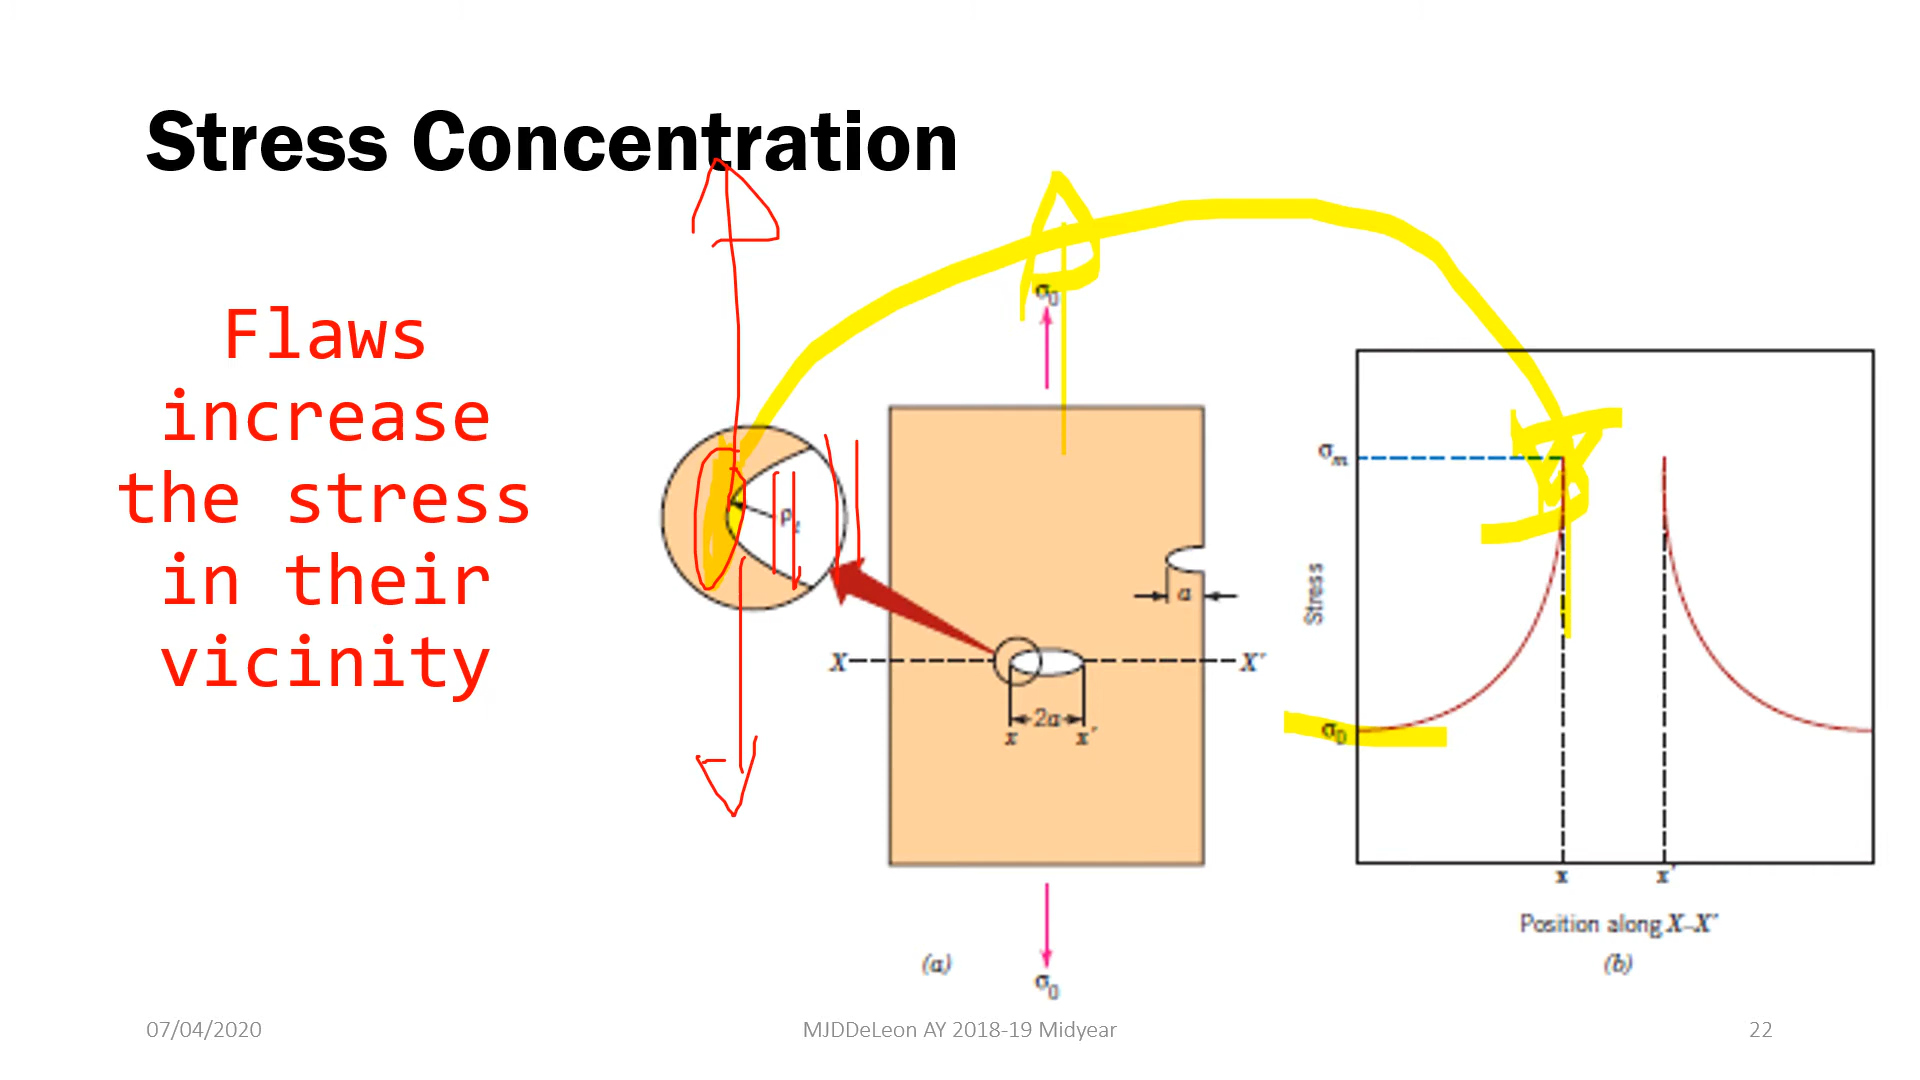 Stress Concentration
Flaws
increase
the stress
in their
vicinity
σ0
ρt
a
X
X′
2a
x
x′
(a)
σ0
σm
Stress
σ0
x
x′
Position along X–X′
(b)
07/04/2020
MJDDeLeon AY 2018-19 Midyear
22